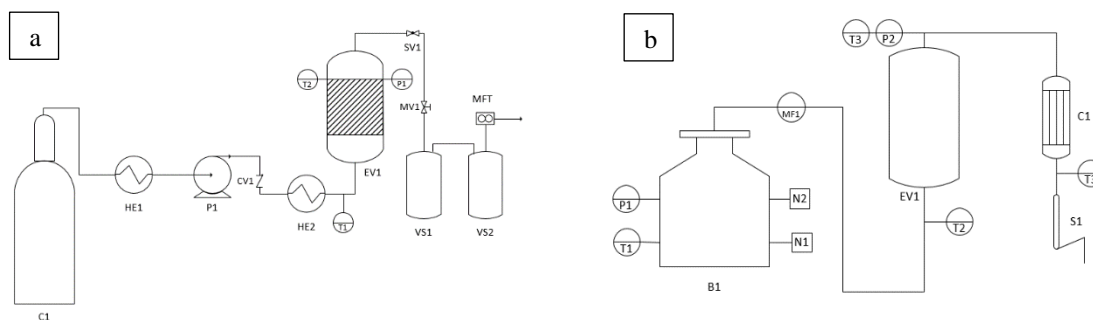 a
SV1
T2
P1
MV1
MFT
CV1
EV1
HE1
P1
HE2
T1
VS1
VS2
C1
b
T3
P2
MF1
C1
T3
P1
N2
EV1
S1
T2
T1
N1
B1